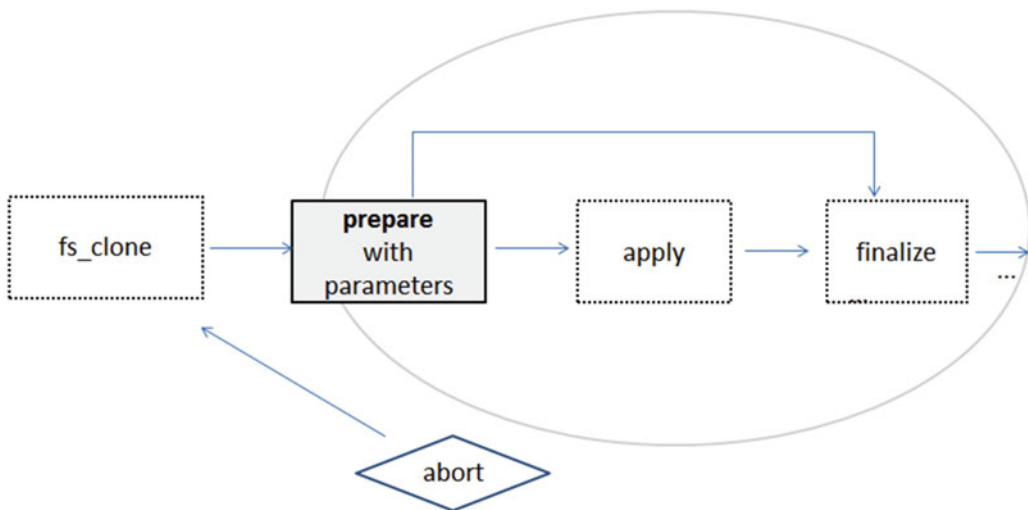 fs_clone
prepare
with
parameters
apply
finalize
...
...
abort